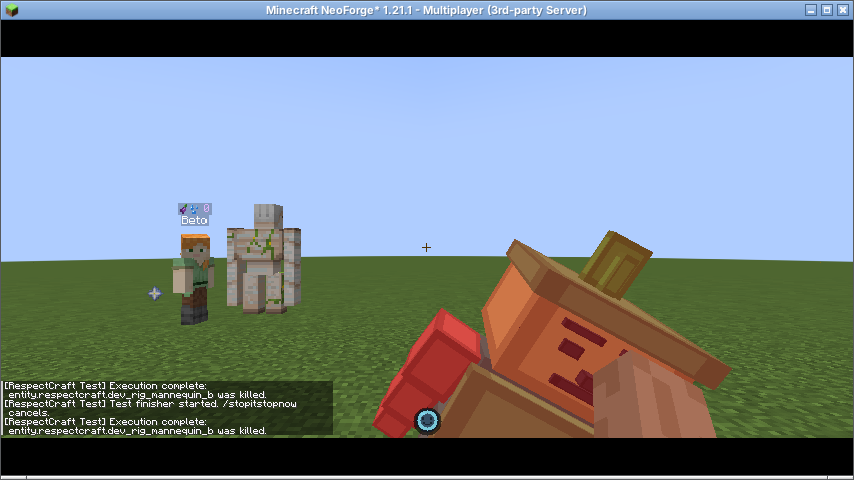 Minecraft NeoForge* 1.21.1 - Multiplayer (3rd-party Server)
Beto
[RespectCraft Test] Execution complete:
entity.respectcraft.dev_rig_mannequin_b was killed.
[RespectCraft Test] Test finisher started. /stopitstopnow
cancels.
[RespectCraft Test] Execution complete:
entity.respectcraft.dev_rig_mannequin_b was killed.